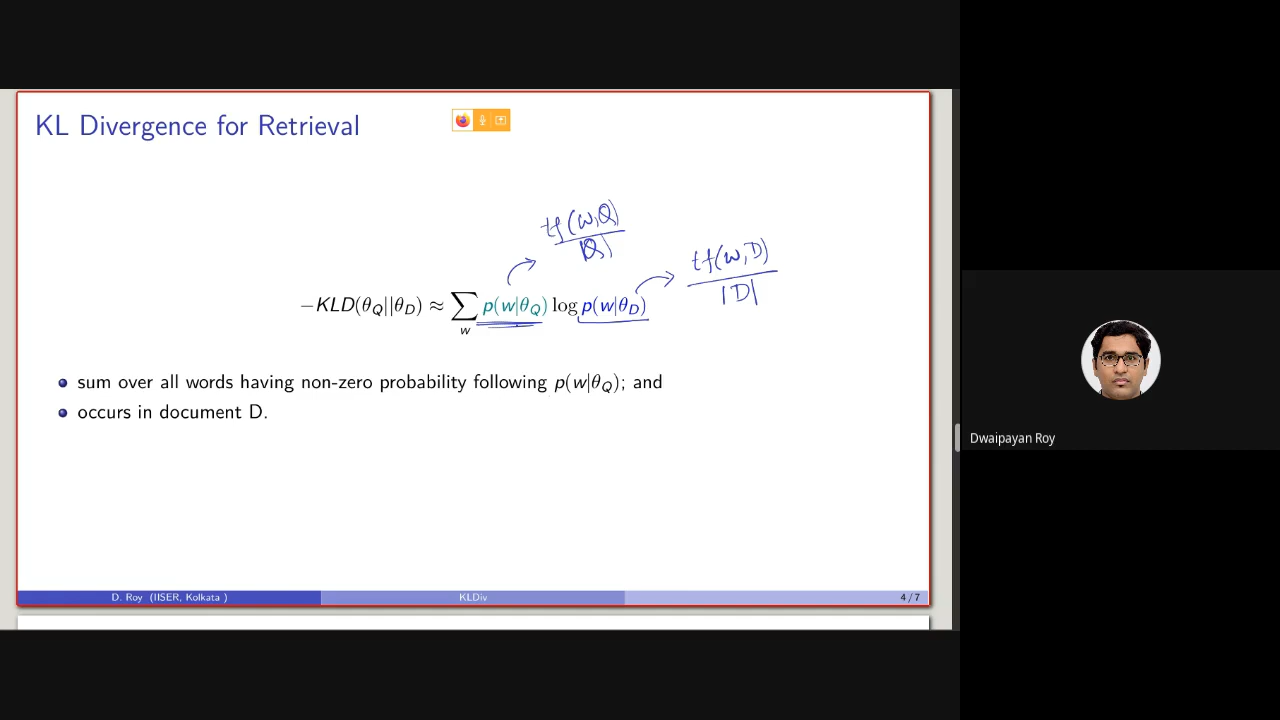 KL Divergence for Retrieval
tf(w,Q)
|Q|
tf(w,D)
|D|
−KLD(θ_Q||θ_D) ≈ ∑_w p(w|θ_Q) log p(w|θ_D)
sum over all words having non-zero probability following p(w|θ_Q); and
occurs in document D.
D. Roy (IISER, Kolkata ) KLDiv 4 / 7
Dwaipayan Roy